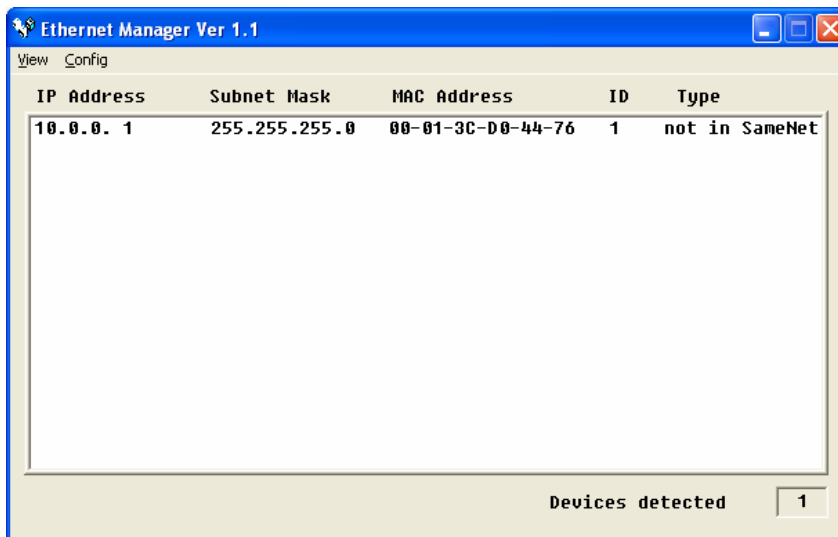 Ethernet Manager Ver 1.1
View Config
IP Address Subnet Mask MAC Address ID Type
10.0.0. 1 255.255.255.0 00-01-3C-D0-44-76 1 not in SameNet
Devices detected 1